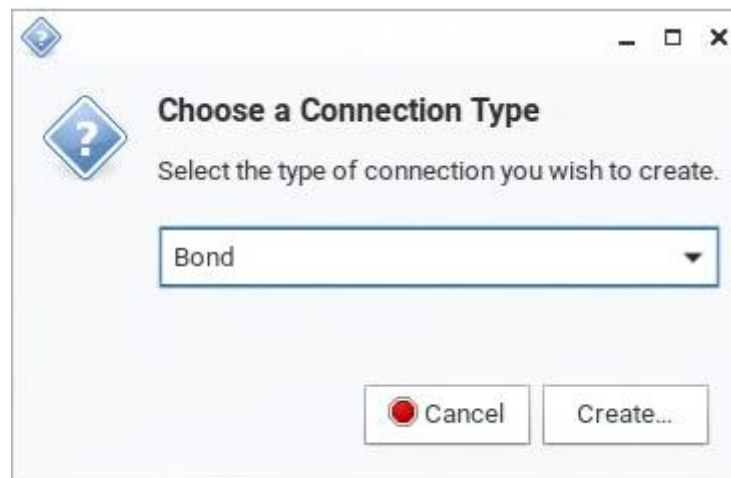 Choose a Connection Type
Select the type of connection you wish to create.
Bond
Cancel
Create...